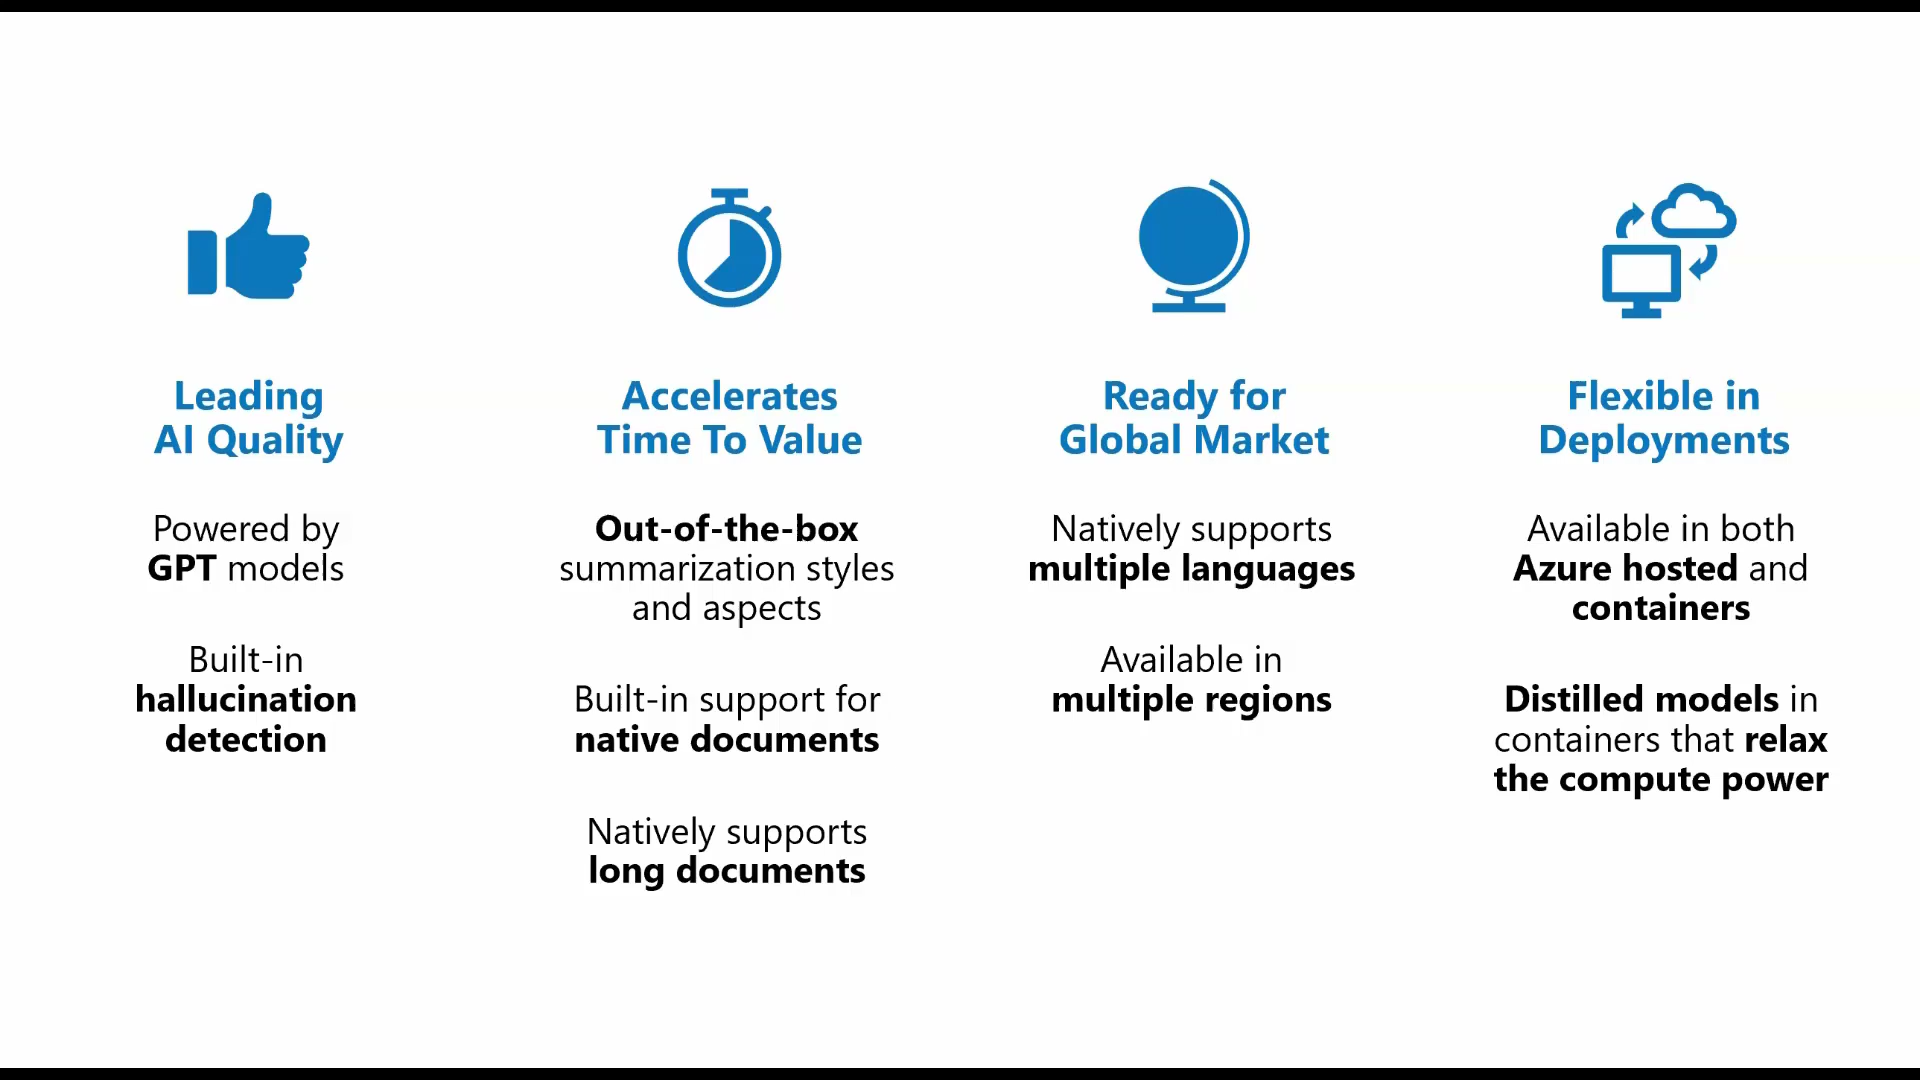 Leading
AI Quality
Powered by
GPT models
Built-in
hallucination
detection
Accelerates
Time To Value
Out-of-the-box
summarization styles
and aspects
Built-in support for
native documents
Natively supports
long documents
Ready for
Global Market
Natively supports
multiple languages
Available in
multiple regions
Flexible in
Deployments
Available in both
Azure hosted and
containers
Distilled models in
containers that relax
the compute power